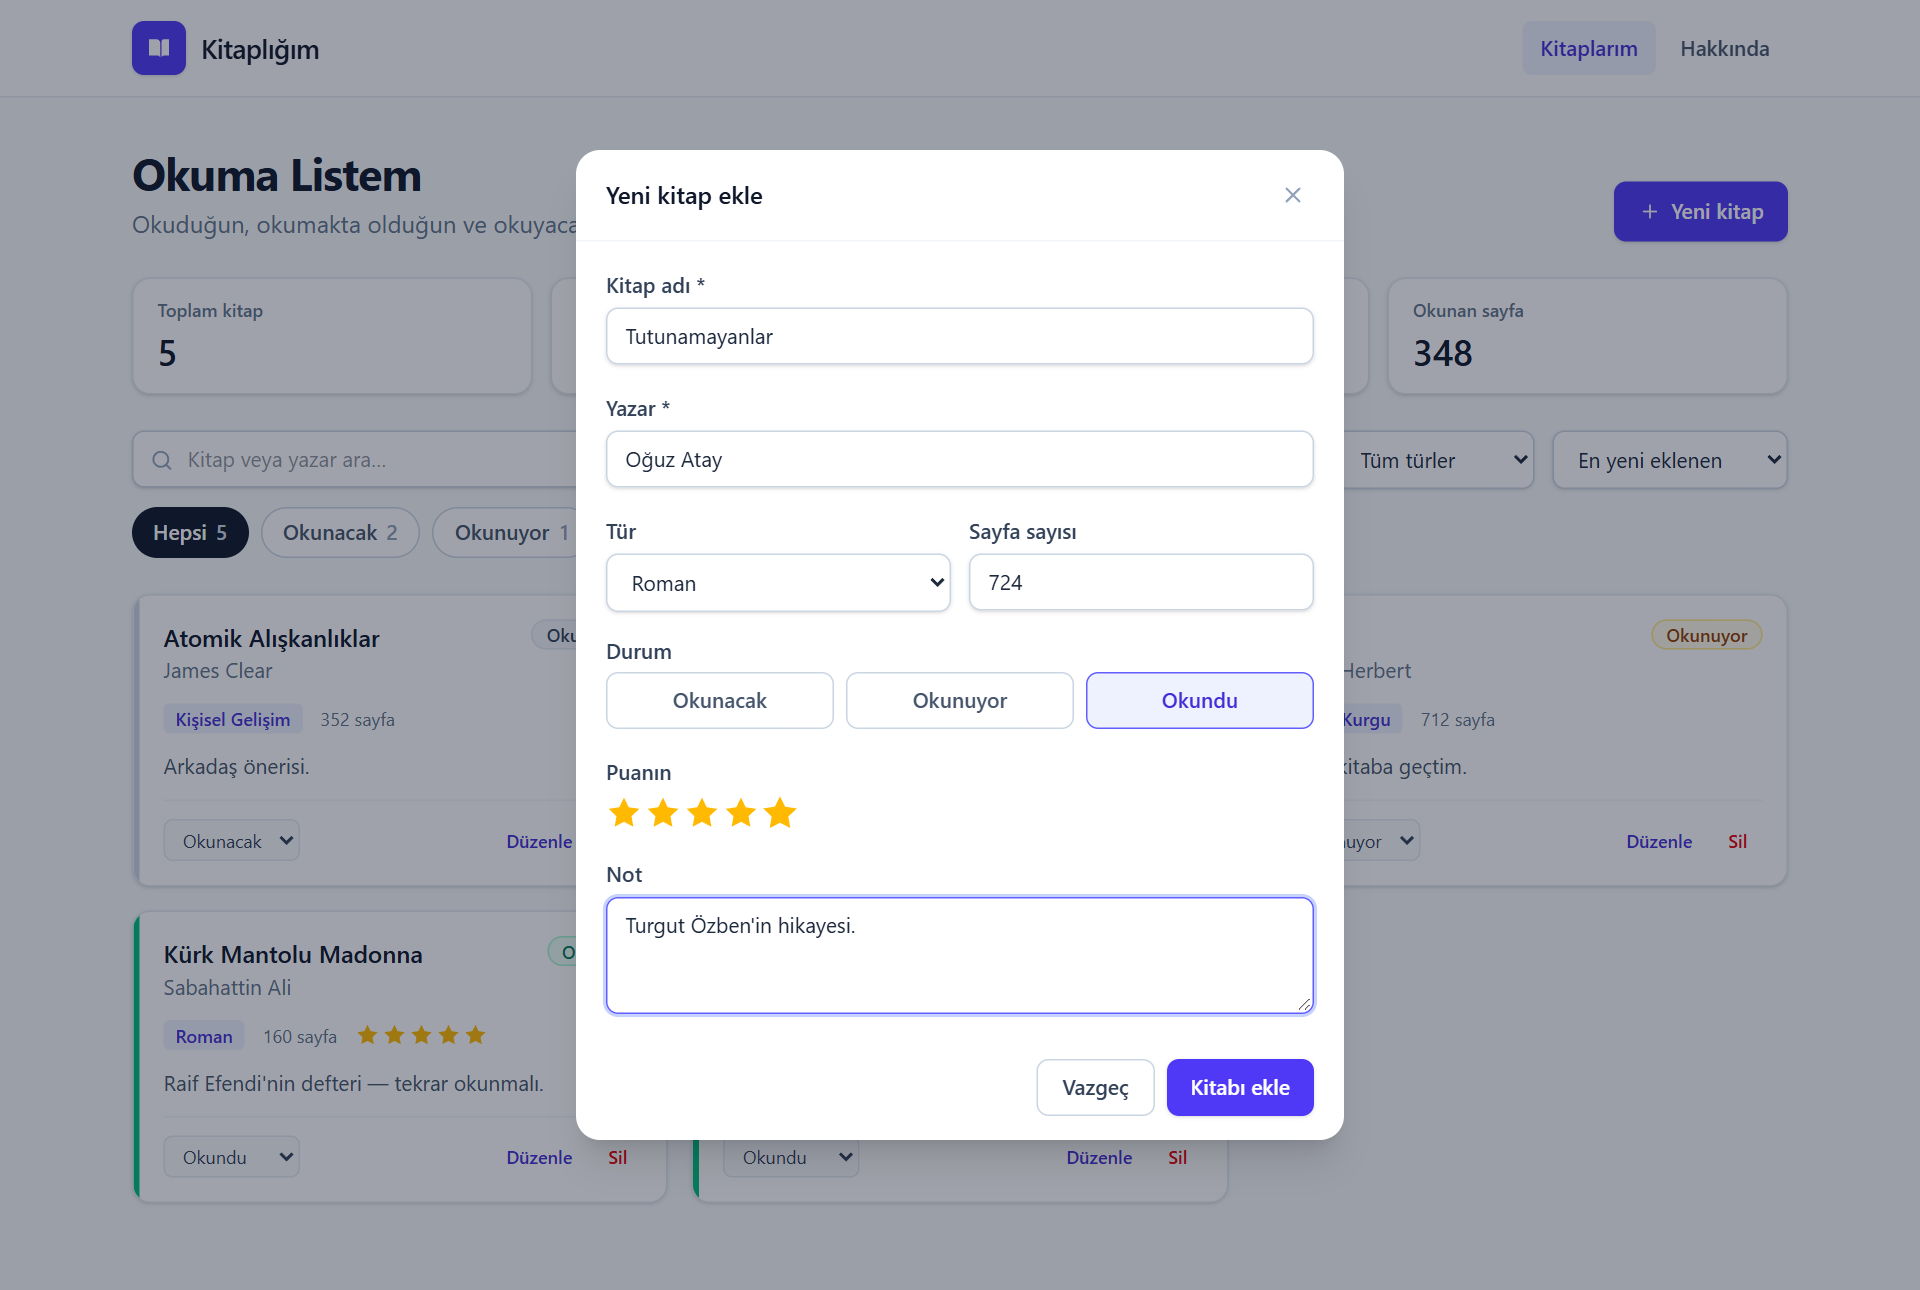 Kitaplığım
Kitaplarım
Hakkında
Okuma Listem
Okuduğun, okumakta olduğun ve
+ Yeni kitap
Toplam kitap
5
Okunan sayfa
348
Kitap veya yazar ara...
Tüm türler
En yeni eklenen
Hepsi 5
Okunacak 2
Okunuyor 1
Atomik Alışkanlıklar
James Clear
Kişisel Gelişim
352 sayfa
Arkadaş önerisi.
Okunacak
Düzenle
Okunuyor
Herbert
Kurgu
712 sayfa
kitaba geçtim.
Düzenle
Sil
Kürk Mantolu Madonna
Sabahattin Ali
Roman
160 sayfa
Raif Efendi'nin defteri — tekrar okunmalı.
Okundu
Düzenle
Sil
Okundu
Düzenle
Sil
Yeni kitap ekle
Kitap adı *
Tutunamayanlar
Yazar *
Oğuz Atay
Tür
Sayfa sayısı
Roman
724
Durum
Okunacak
Okunuyor
Okundu
Puanın
Not
Turgut Özben'in hikayesi.
Vazgeç
Kitabı ekle